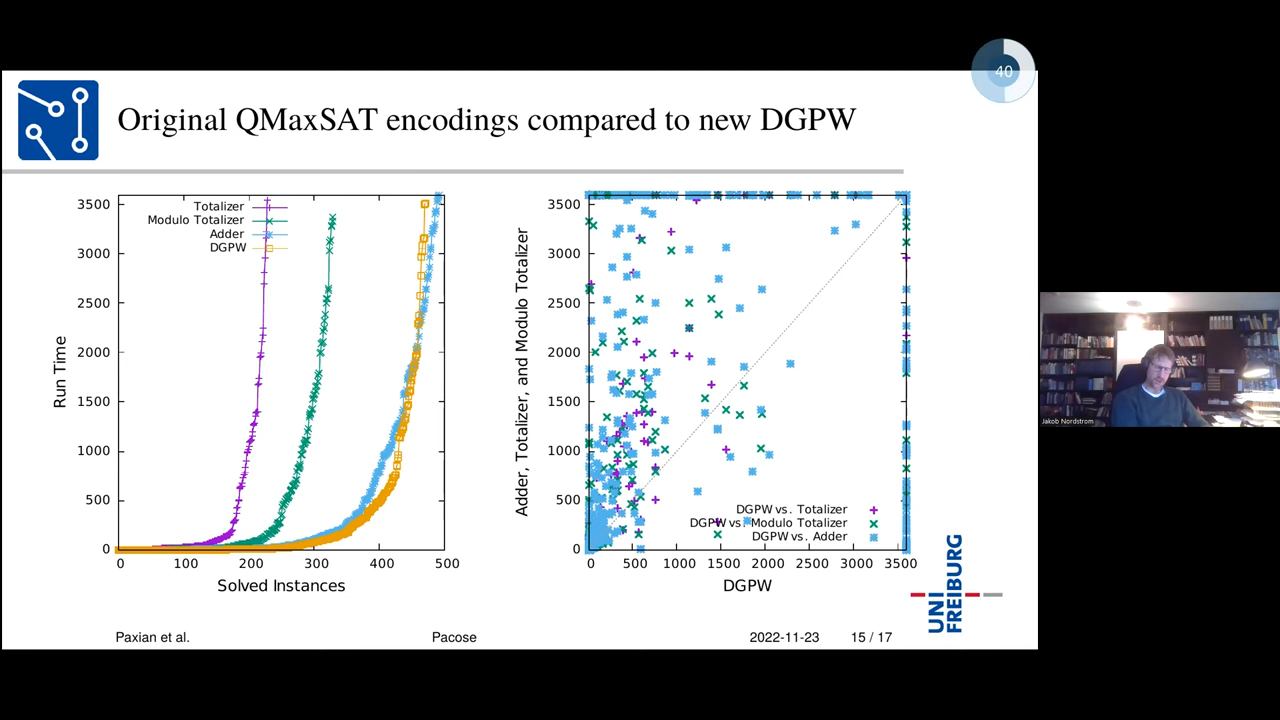 40
Original QMaxSAT encodings compared to new DGPW
Run Time
3500
3000
2500
2000
1500
1000
500
0
Totalizer
Modulo Totalizer
Adder
DGPW
0 100 200 300 400 500
Solved Instances
Adder, Totalizer, and Modulo Totalizer
3500
3000
2500
2000
1500
1000
500
0
DGPW vs. Totalizer
DGPW vs. Modulo Totalizer
DGPW vs. Adder
0 500 1000 1500 2000 2500 3000 3500
DGPW
UNI
FREIBURG
Paxian et al. Pacose 2022-11-23 15 / 17
Jakob Nordstrom